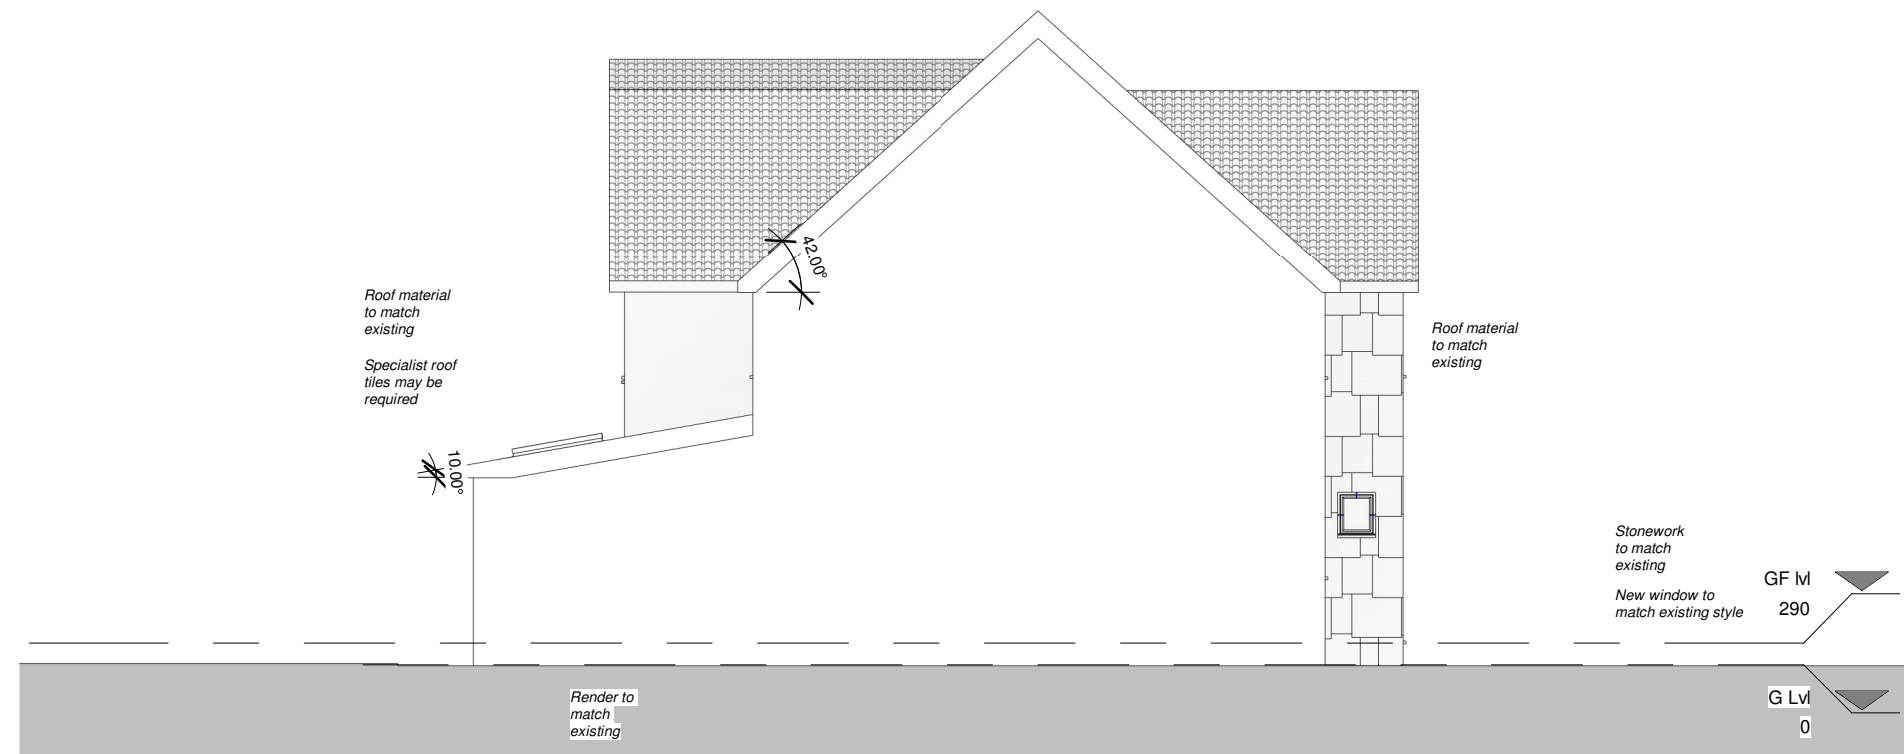 42.00°
Roof material
to match
existing
Specialist roof
tiles may be
required
10.00°
Roof material
to match
existing
Stonework
to match
existing
New window to
match existing style
GF lvl
290
Render to
match
existing
G Lvl
0